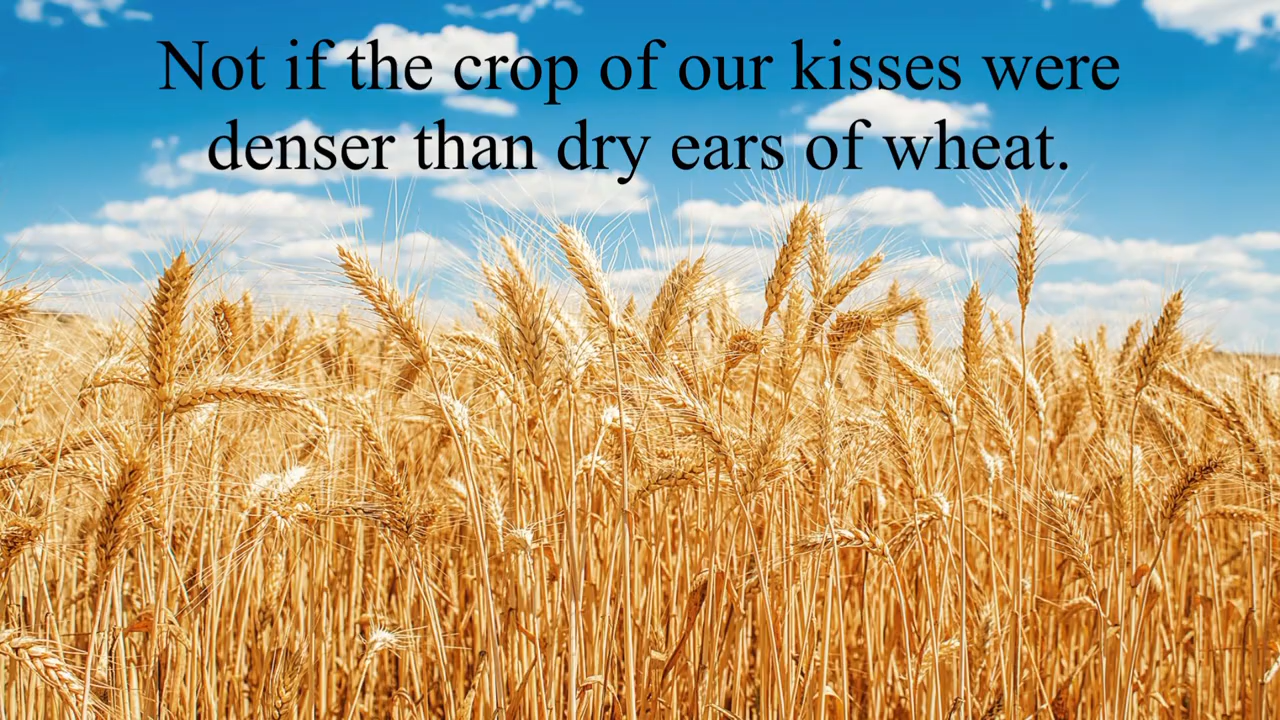 Not if the crop of our kisses were
denser than dry ears of wheat.